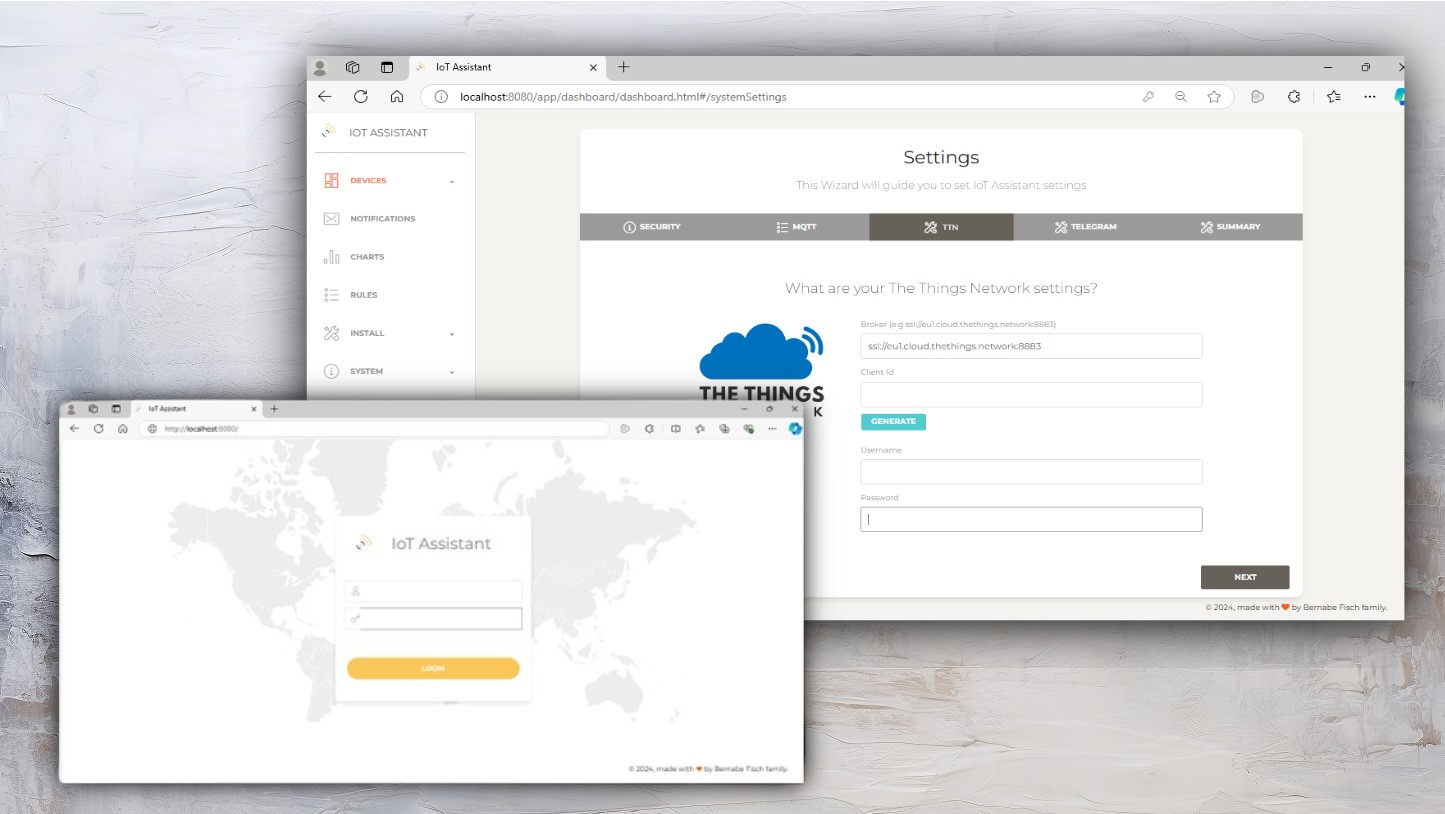 IoT Assistant
localhost:8080/app/dashboard/dashboard.html#/systemSettings
IOT ASSISTANT
DEVICES
NOTIFICATIONS
CHARTS
RULES
INSTALL
SYSTEM
Settings
This Wizard will guide you to set IoT Assistant settings
SECURITY MQTT TTN TELEGRAM SUMMARY
What are your The Things Network settings?
THE THINGS
K
Broker (e.g ssl://eu1.cloud.thethings.network:8883)
ssl://eu1.cloud.thethings.network:8883
Client Id
GENERATE
Username
Password
NEXT
© 2024, made with ❤ by Bernabe Fisch family.
IoT Assistant
http://localhost:8080/
IoT Assistant
LOGIN
© 2024, made with ❤ by Bernabe Fisch family.